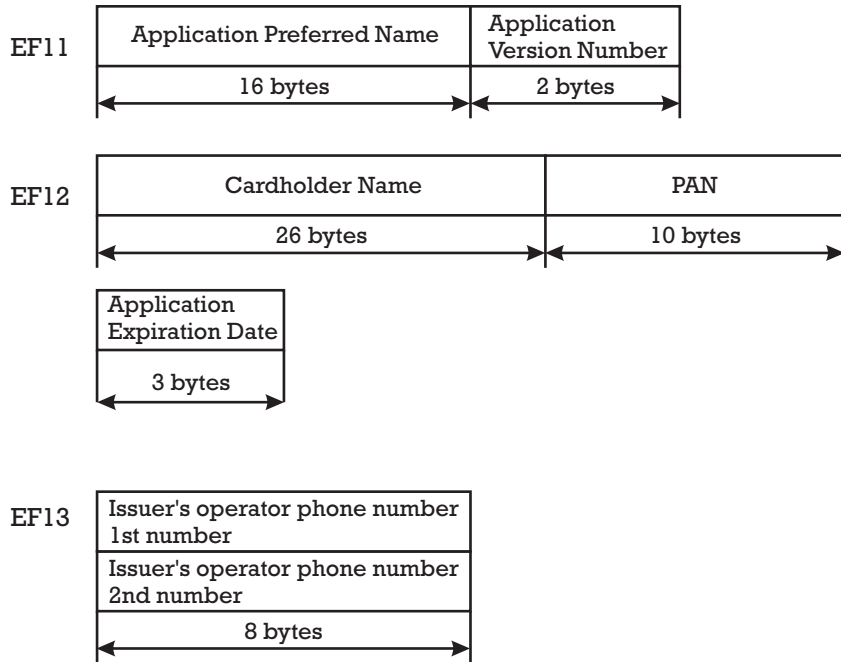 EF11
Application Preferred Name
Application
Version Number
16 bytes
2 bytes
EF12
Cardholder Name
PAN
26 bytes
10 bytes
Application
Expiration Date
3 bytes
EF13
Issuer's operator phone number
1st number
Issuer's operator phone number
2nd number
8 bytes